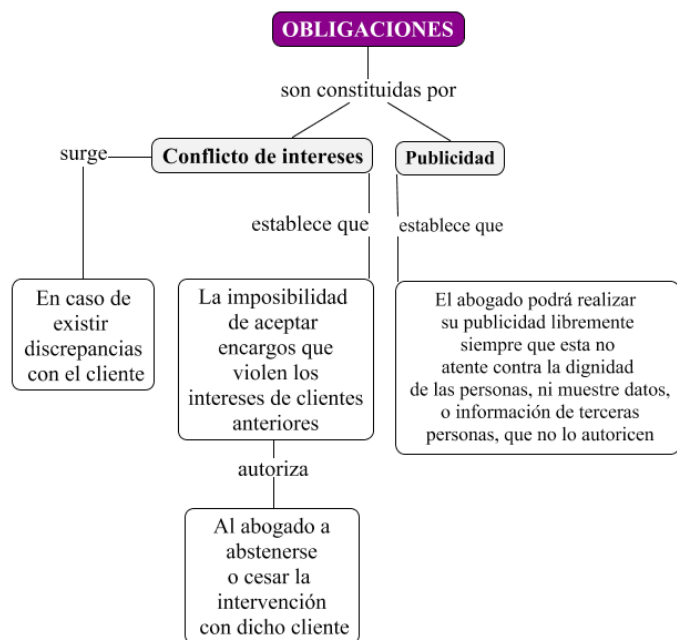 OBLIGACIONES
son constituidas por
surge
Conflicto de intereses
Publicidad
establece que
establece que
En caso de
existir
discrepancias
con el cliente
La imposibilidad
de aceptar
encargos que
violen los
intereses de clientes
anteriores
El abogado podrá realizar
su publicidad libremente
siempre que esta no
atente contra la dignidad
de las personas, ni muestre datos,
o información de terceras
personas, que no lo autoricen
autoriza
Al abogado a
abstenerse
o cesar la
intervención
con dicho cliente